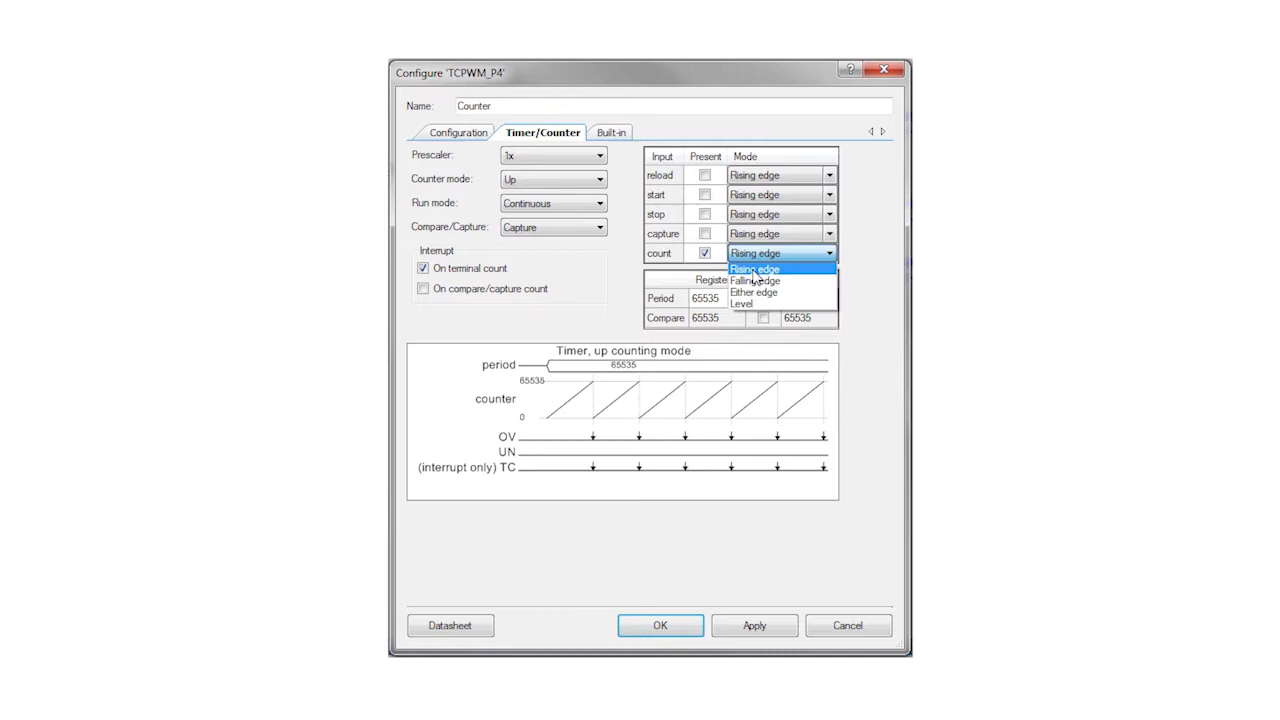 Configure 'TCPWM_P4'
?
Name: Counter
Configuration Timer/Counter Built-in
Prescaler: 1x
Counter mode: Up
Run mode: Continuous
Compare/Capture: Capture
Interrupt
On terminal count
On compare/capture count
Input Present Mode
reload Rising edge
start Rising edge
stop Rising edge
capture Rising edge
count Rising edge
Rising edge
Falling edge
Either edge
Level
Registe
Period 65535
Compare 65535 65535
Timer, up counting mode
period 65535
65535
counter
0
OV
UN
(interrupt only) TC
Datasheet OK Apply Cancel